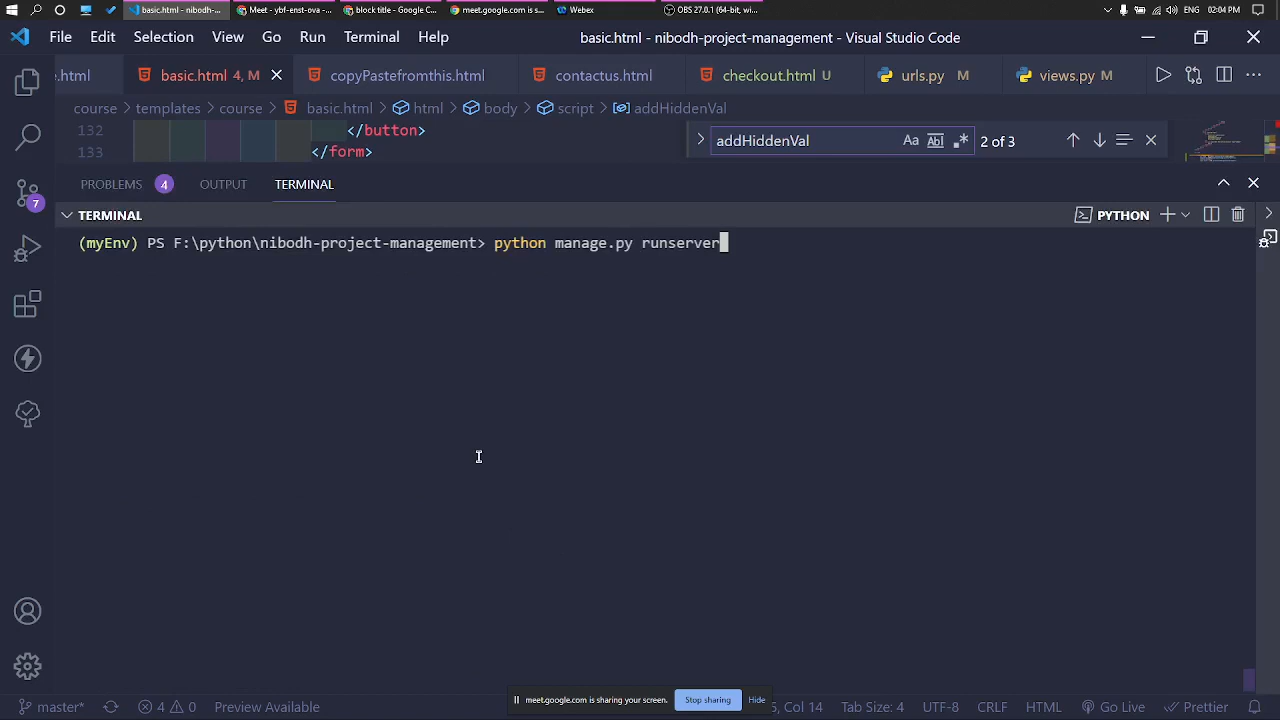 basic.html - nibodh-...
Meet - ybf-enst-ova ...
block title - Google C...
meet.google.com is s...
Webex
OBS 27.0.1 (64-bit, wi...
ENG
02:04 PM
File Edit Selection View Go Run Terminal Help
basic.html - nibodh-project-management - Visual Studio Code
e.html
basic.html 4, M
copyPastefromthis.html
contactus.html
checkout.html U
urls.py M
views.py M
course > templates > course > basic.html > html > body > script > addHiddenVal
132 </button>
133 </form>
addHiddenVal Aa Abl .* 2 of 3
PROBLEMS 4 OUTPUT TERMINAL
TERMINAL
PYTHON
(myEnv) PS F:\python\nibodh-project-management> python manage.py runserver
7
meet.google.com is sharing your screen. Stop sharing Hide
master* 4 0 Preview Available
5, Col 14 Tab Size: 4 UTF-8 CRLF HTML Go Live Prettier